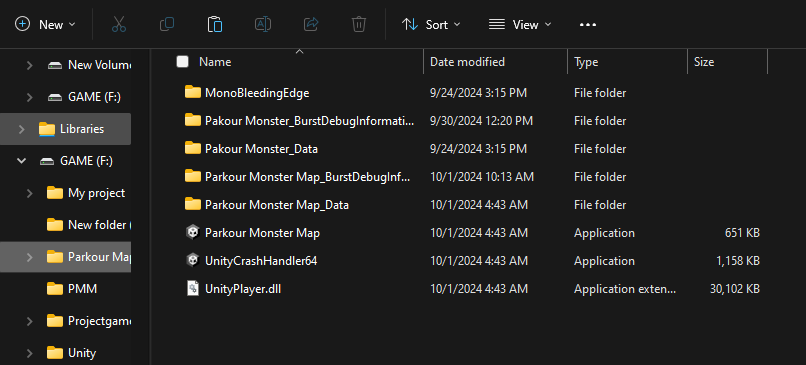 New Sort View
Name Date modified Type Size
New Volume
GAME (F:)
Libraries
GAME (F:)
My project
New folder (
Parkour Map
PMM
Projectgame
Unity
MonoBleedingEdge 9/24/2024 3:15 PM File folder
Pakour Monster_BurstDebugInformati... 9/30/2024 12:20 PM File folder
Pakour Monster_Data 9/24/2024 3:15 PM File folder
Parkour Monster Map_BurstDebugInf... 10/1/2024 10:13 AM File folder
Parkour Monster Map_Data 10/1/2024 4:43 AM File folder
Parkour Monster Map 10/1/2024 4:43 AM Application 651 KB
UnityCrashHandler64 10/1/2024 4:43 AM Application 1,158 KB
UnityPlayer.dll 10/1/2024 4:43 AM Application exten... 30,102 KB